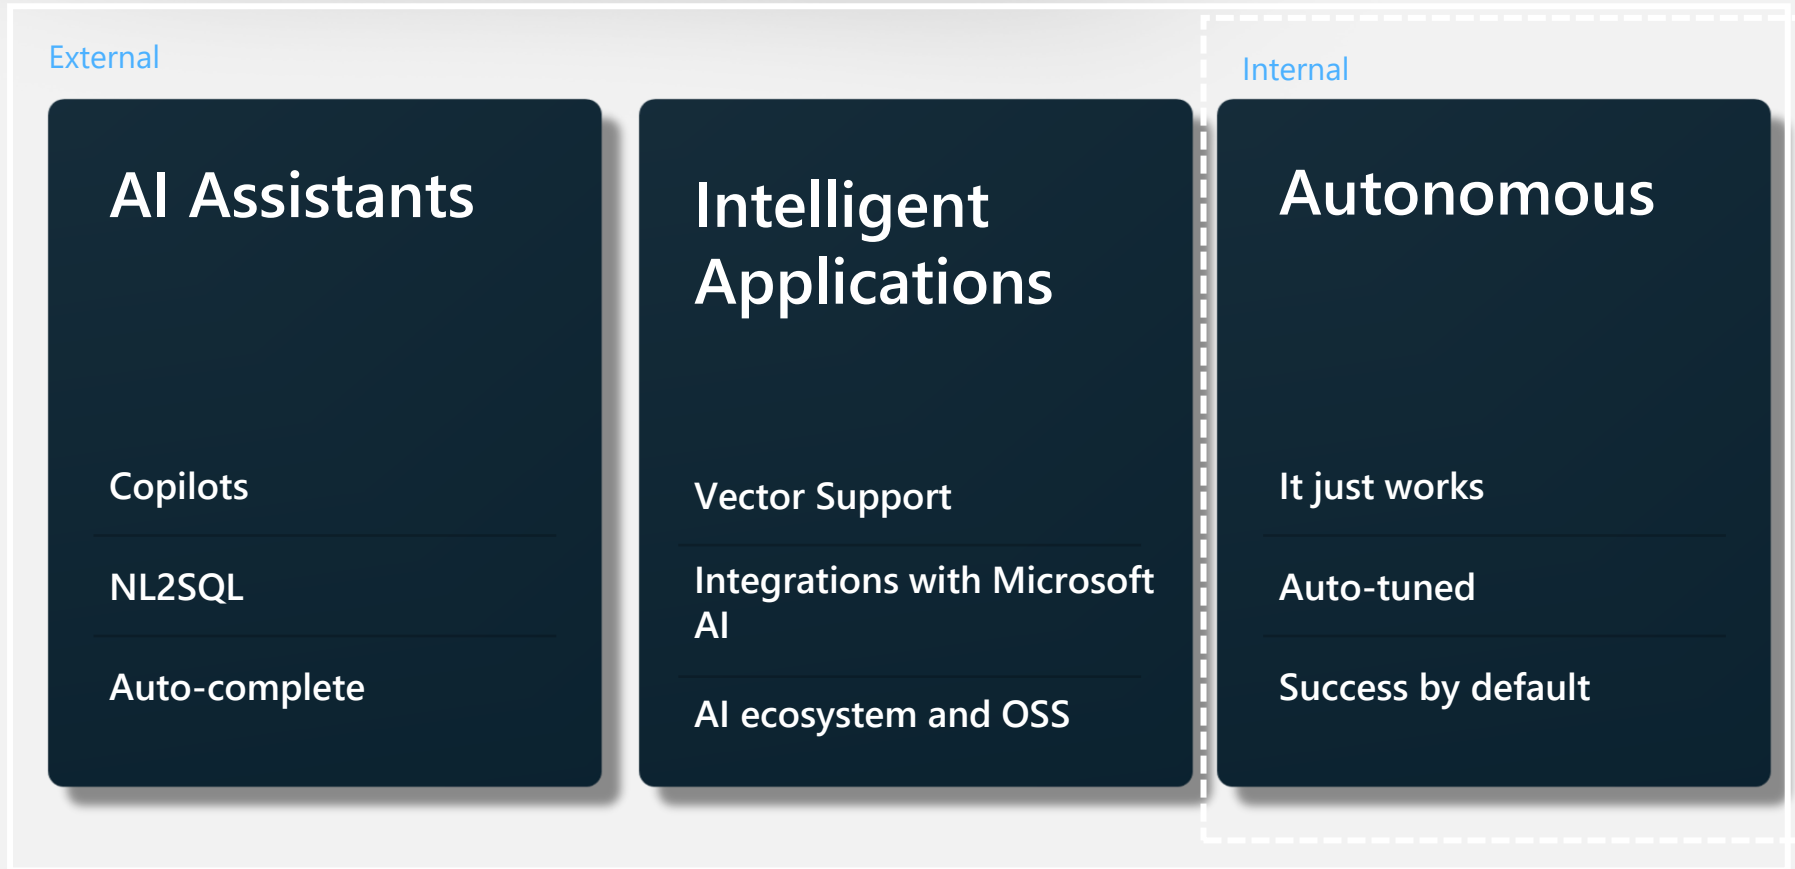 External
Internal
AI Assistants
Copilots
NL2SQL
Auto-complete
Intelligent
Applications
Vector Support
Integrations with Microsoft
AI
AI ecosystem and OSS
Autonomous
It just works
Auto-tuned
Success by default